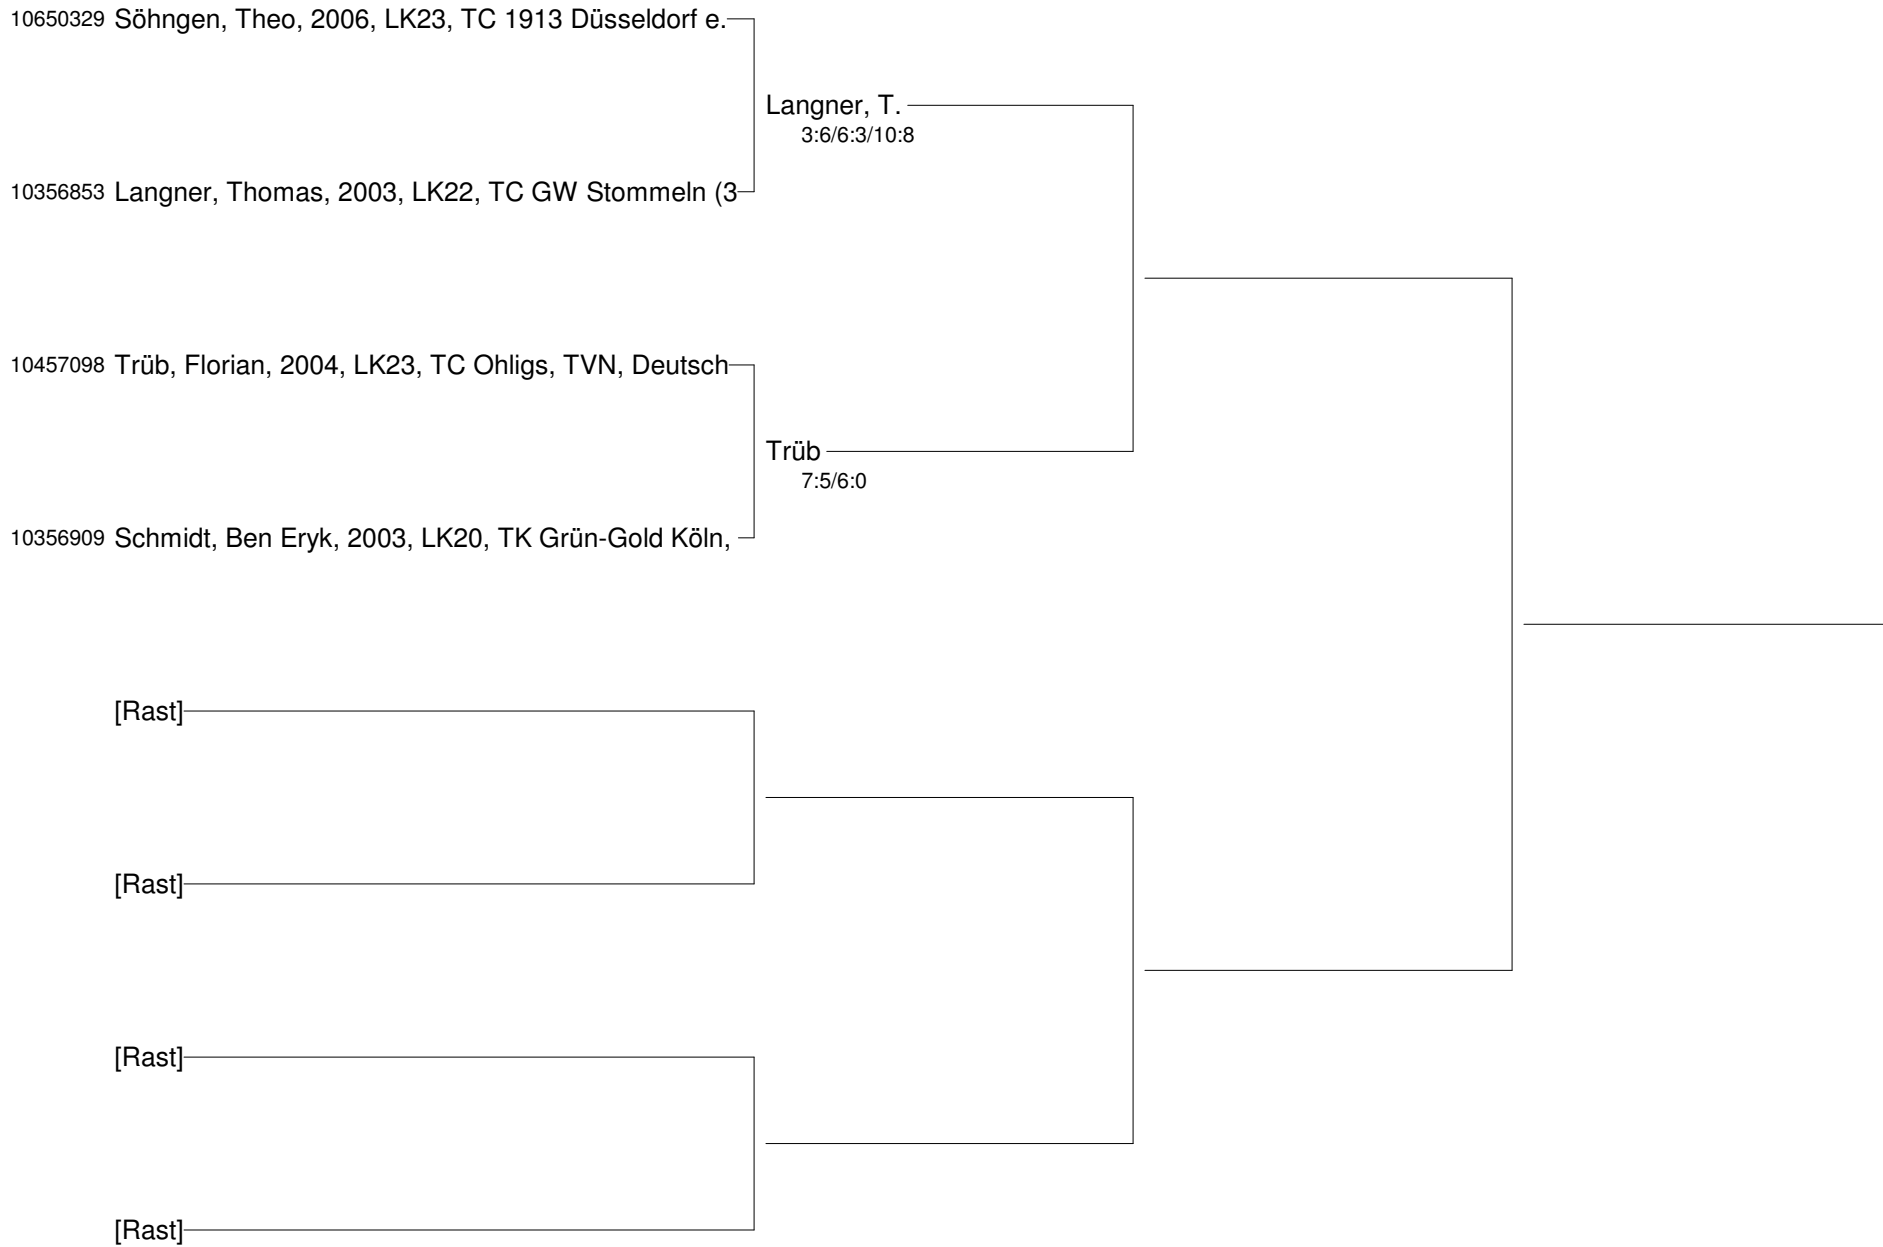 10650329 Söhngen, Theo, 2006, LK23, TC 1913 Düsseldorf e.
Langner, T.
3:6/6:3/10:8
10356853 Langner, Thomas, 2003, LK22, TC GW Stommeln (3
10457098 Trüb, Florian, 2004, LK23, TC Ohligs, TVN, Deutsch
Trüb
7:5/6:0
10356909 Schmidt, Ben Eryk, 2003, LK20, TK Grün-Gold Köln,
[Rast]
[Rast]
[Rast]
[Rast]